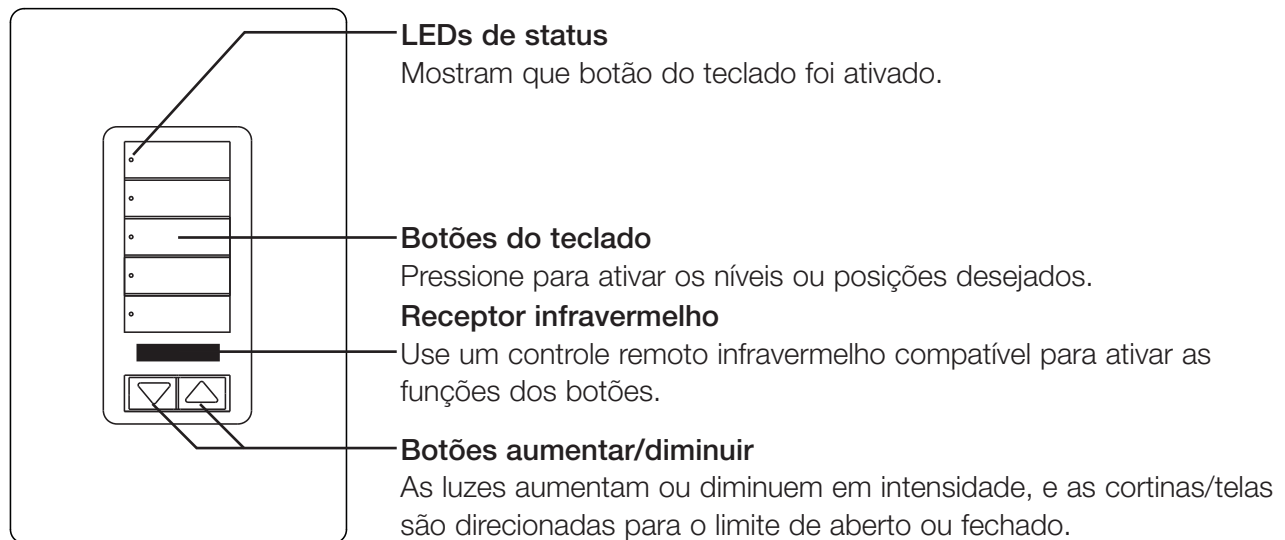 LEDs de status
Mostram que botão do teclado foi ativado.
Botões do teclado
Pressione para ativar os níveis ou posições desejados.
Receptor infravermelho
Use um controle remoto infravermelho compatível para ativar as
funções dos botões.
Botões aumentar/diminuir
As luzes aumentam ou diminuem em intensidade, e as cortinas/telas
são direcionadas para o limite de aberto ou fechado.